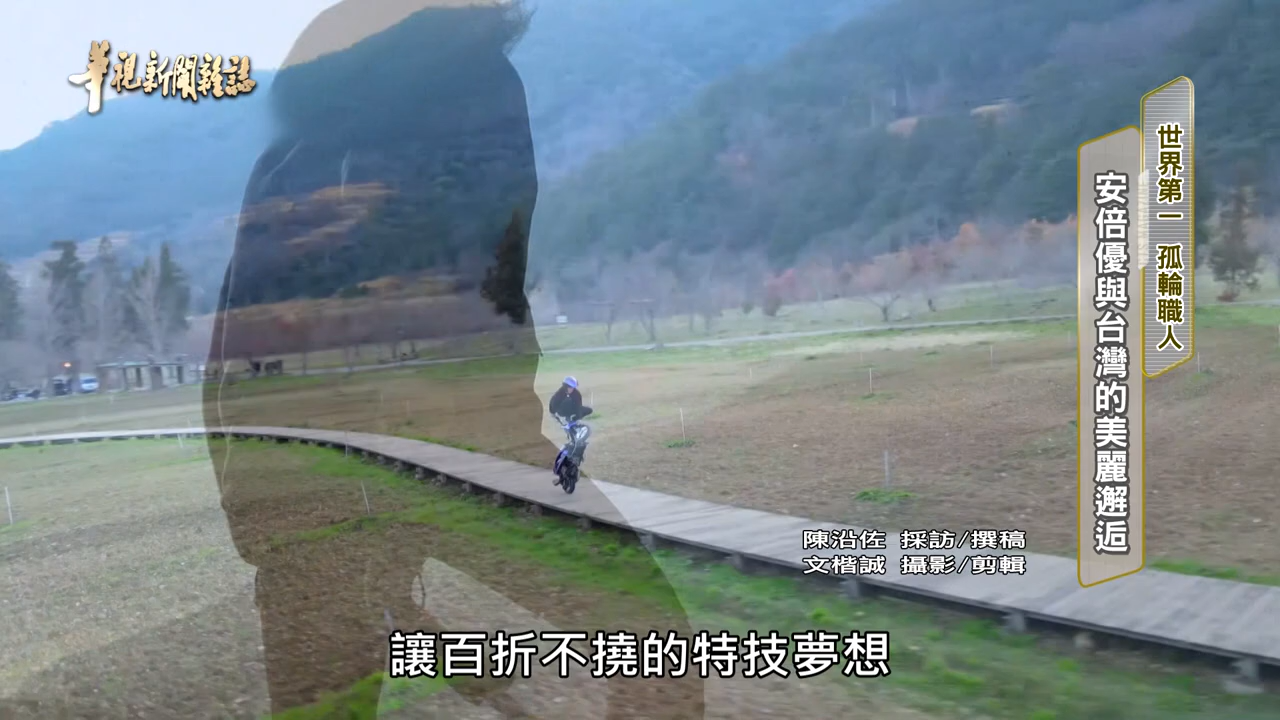 華視新聞雜誌
世界第一 孤輪職人
安倍優與台灣的美麗邂逅
陳沿佐 採訪/撰稿
文楷誠 攝影/剪輯
讓百折不撓的特技夢想